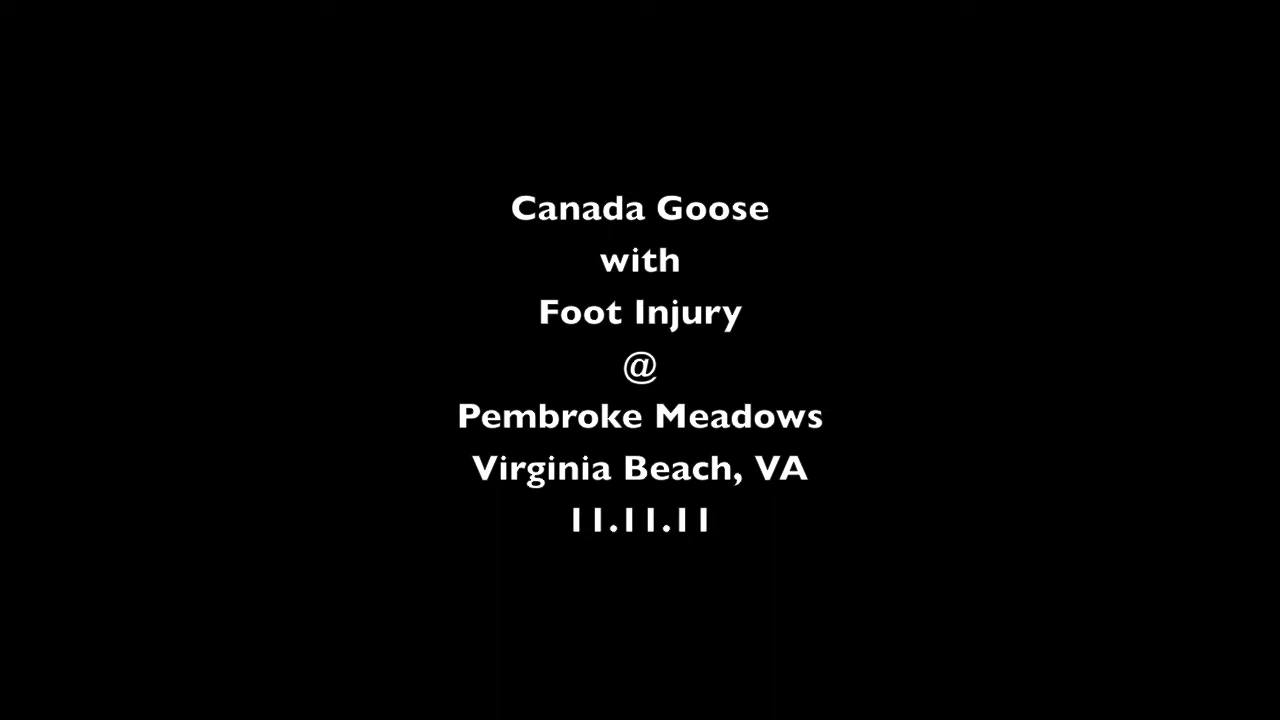 Canada Goose
with
Foot Injury
@
Pembroke Meadows
Virginia Beach, VA
11.11.11